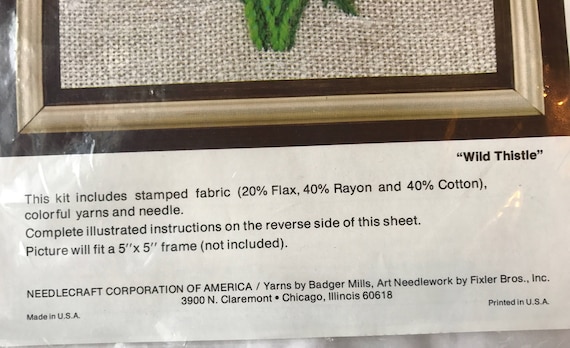 "Wild Thistle"
This kit includes stamped fabric (20% Flax, 40% Rayon and 40% Cotton),
colorful yarns and needle.
Complete illustrated instructions on the reverse side of this sheet.
Picture will fit a 5''x 5'' frame (not included).
NEEDLECRAFT CORPORATION OF AMERICA / Yarns by Badger Mills, Art Needlework by Fixler Bros., Inc.
3900 N. Claremont • Chicago, Illinois 60618
Made in U.S.A.
Printed in U.S.A.